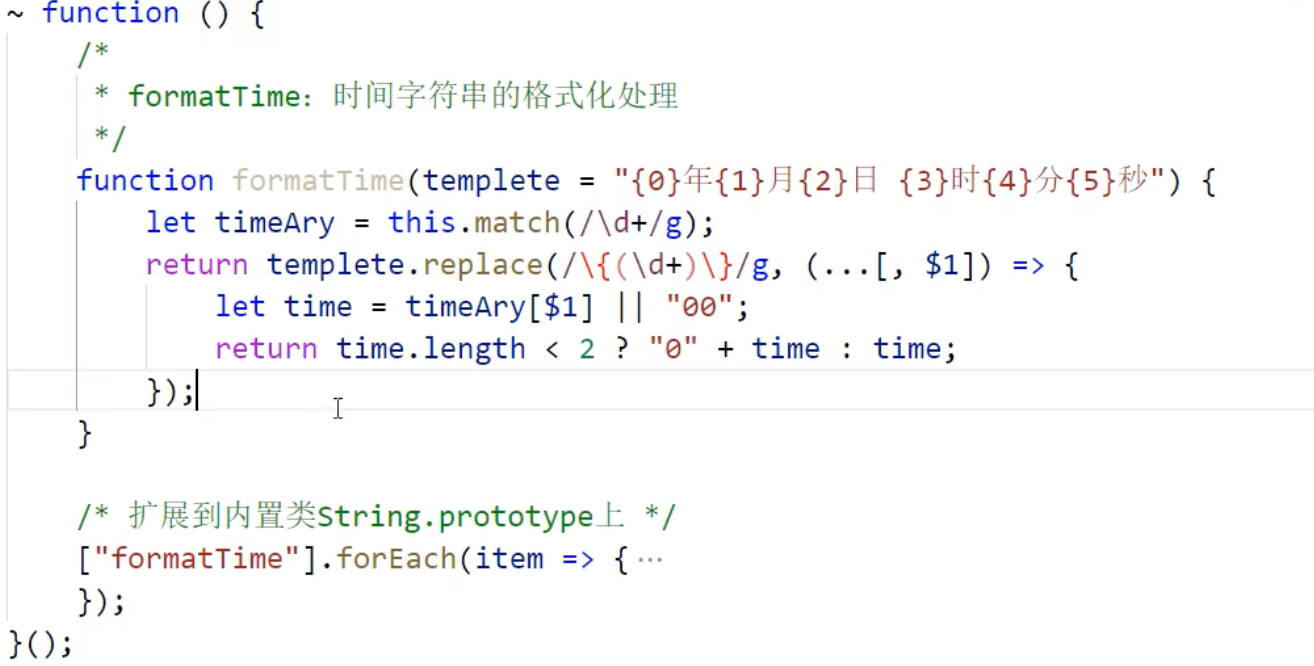 ~ function () {
    /*
     * formatTime：时间字符串的格式化处理
     */
    function formatTime(templete = "{0}年{1}月{2}日 {3}时{4}分{5}秒") {
        let timeAry = this.match(/\d+/g);
        return templete.replace(/\{(\d+)\}/g, (...[, $1]) => {
            let time = timeAry[$1] || "00";
            return time.length < 2 ? "0" + time : time;
        });
    }

    /* 扩展到内置类String.prototype上 */
    ["formatTime"].forEach(item => { ···
    });
}();